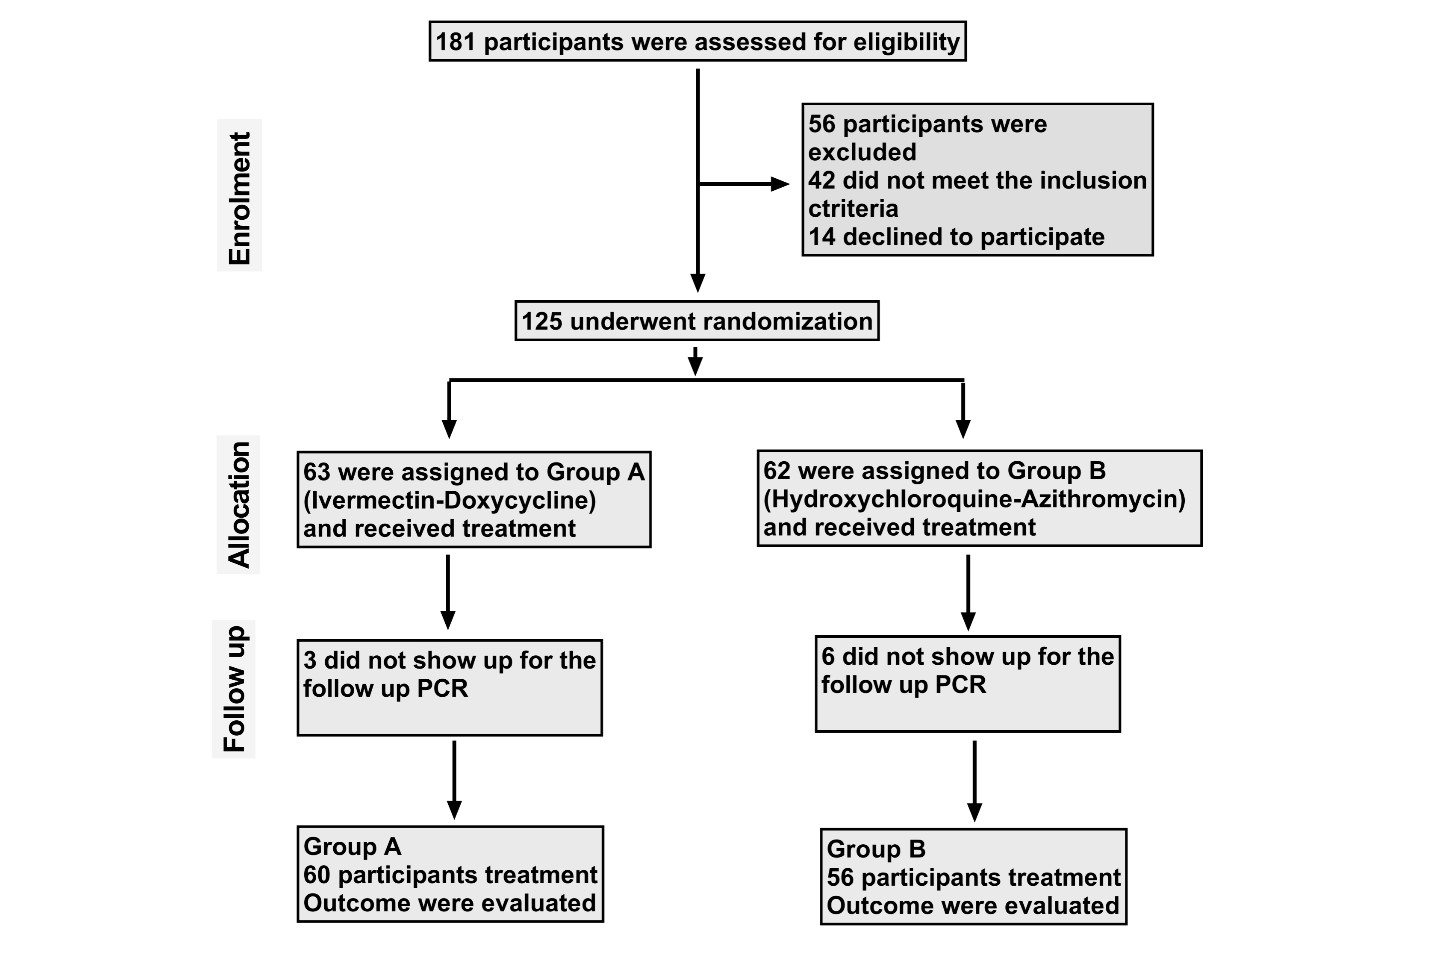 181 participants were assessed for eligibility
Enrolment
56 participants were
excluded
42 did not meet the inclusion
ctriteria
14 declined to participate
125 underwent randomization
Allocation
63 were assigned to Group A
(Ivermectin-Doxycycline)
and received treatment
62 were assigned to Group B
(Hydroxychloroquine-Azithromycin)
and received treatment
Follow up
3 did not show up for the
follow up PCR
6 did not show up for the
follow up PCR
Group A
60 participants treatment
Outcome were evaluated
Group B
56 participants treatment
Outcome were evaluated